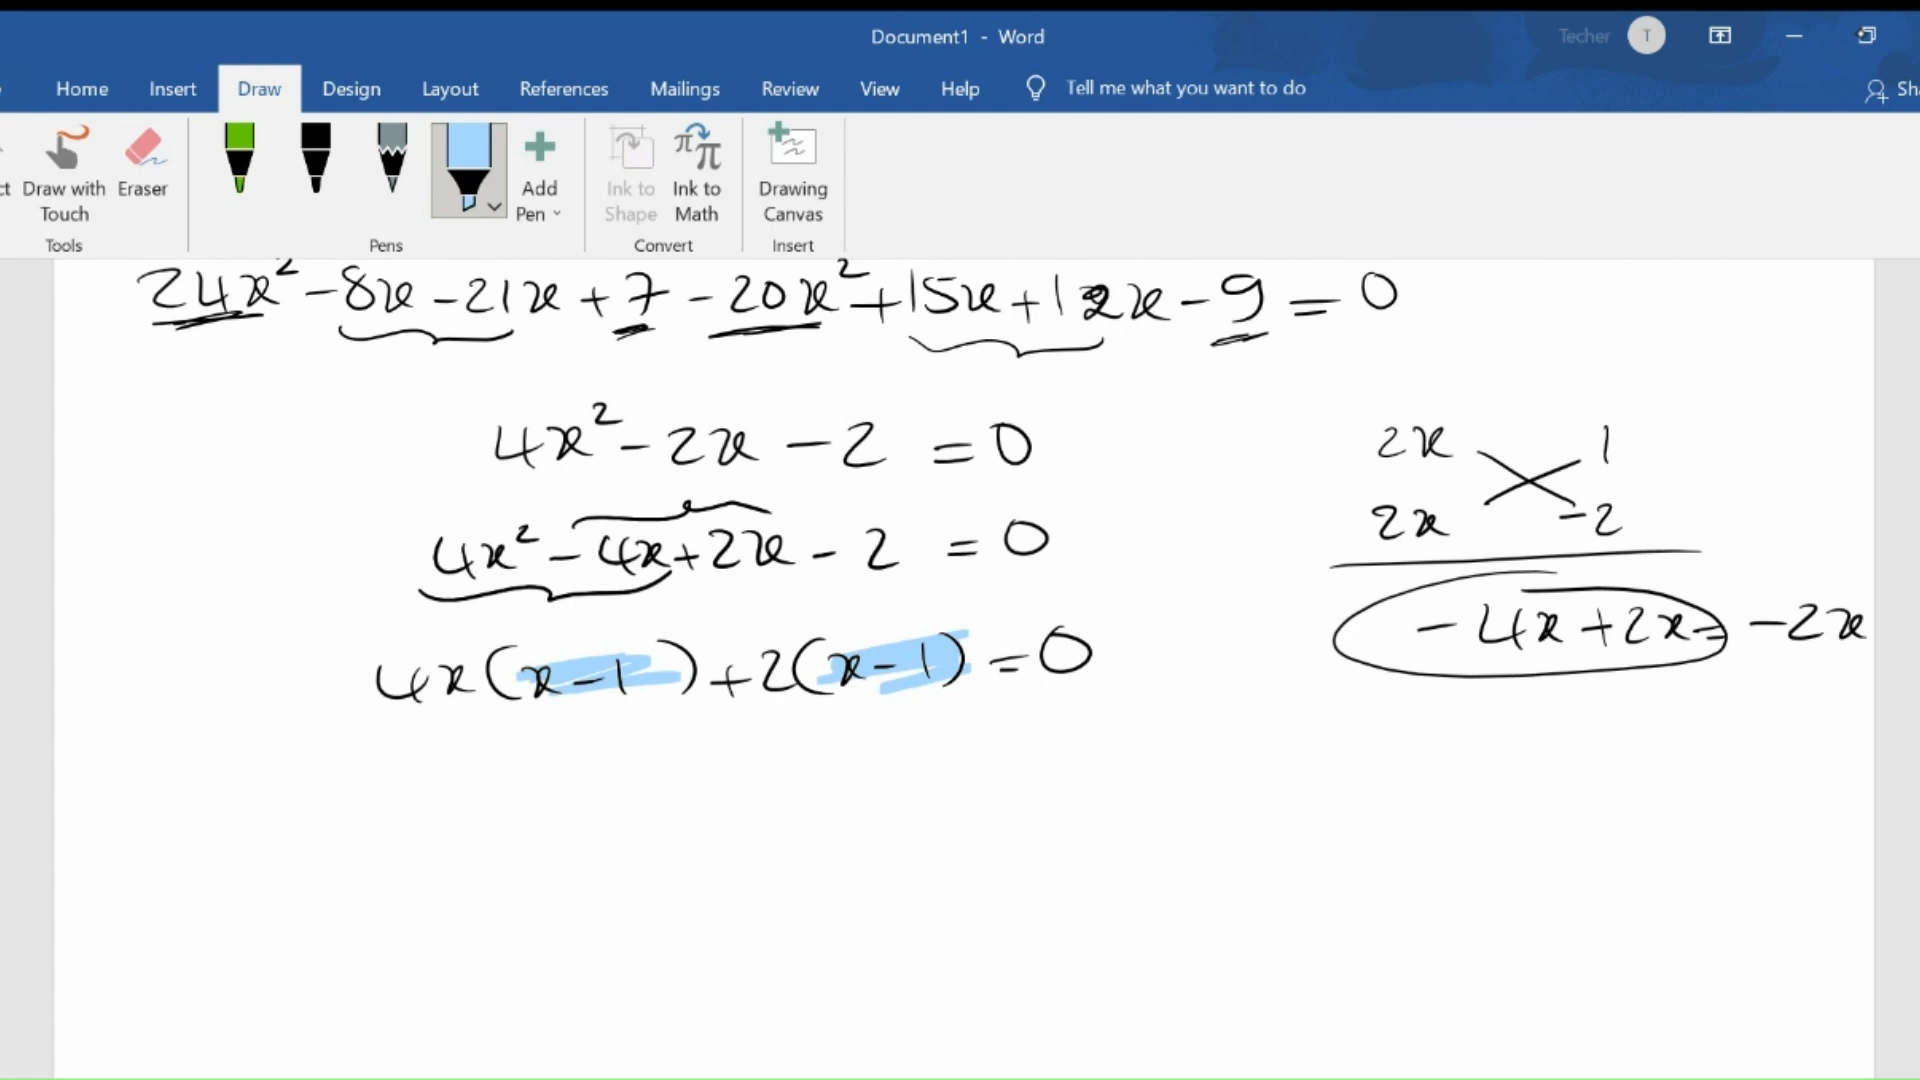 Document1 - Word
Techer T
Home Insert Draw Design Layout References Mailings Review View Help Tell me what you want to do
Draw with Touch
Eraser
Add Pen
Ink to Shape
Ink to Math
Drawing Canvas
Tools Pens Convert Insert
24x² - 8x - 21x + 7 - 20x² + 15x + 12x - 9 = 0
4x² - 2x - 2 = 0
4x² - 4x + 2x - 2 = 0
4x(x - 1) + 2(x - 1) = 0
2x 1
2x -2
- 4x + 2x = -2x